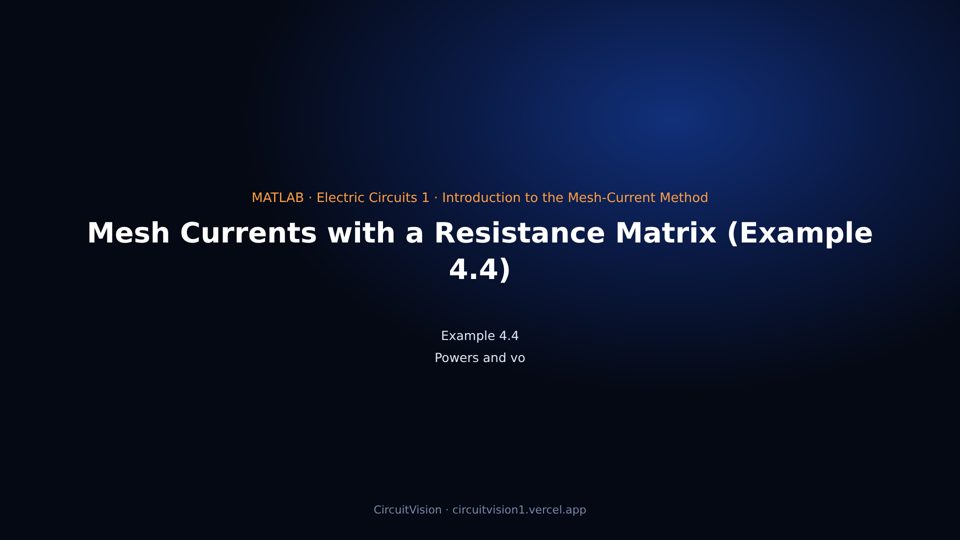 MATLAB · Electric Circuits 1 · Introduction to the Mesh-Current Method
Mesh Currents with a Resistance Matrix (Example
4.4)
Example 4.4
Powers and vo
CircuitVision · circuitvision1.vercel.app